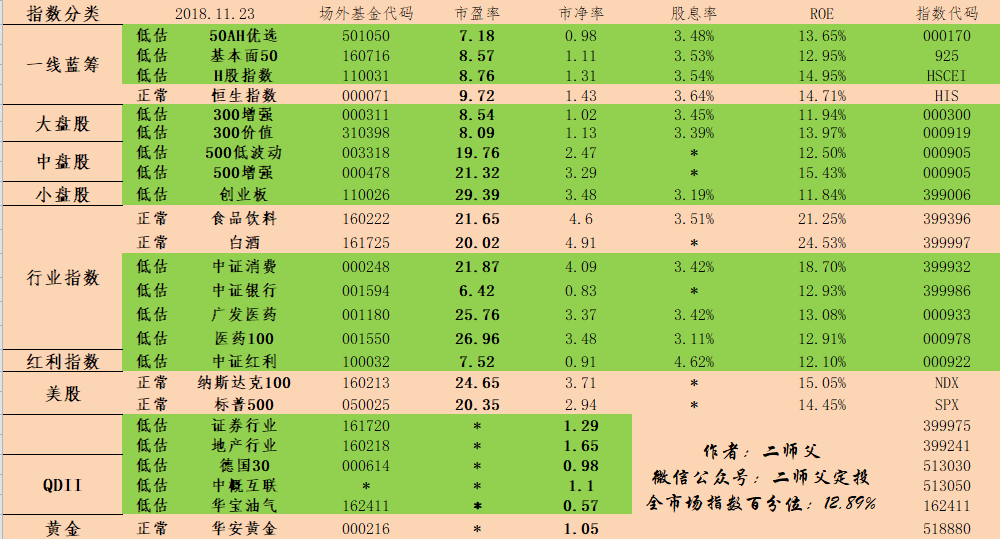 指数分类 2018.11.23 场外基金代码 市盈率 市净率 股息率 ROE 指数代码
一线蓝筹 低估 50AH优选 501050 7.18 0.98 3.48% 13.65% 000170
低估 基本面50 160716 8.57 1.11 3.53% 12.95% 925
低估 H股指数 110031 8.76 1.31 3.54% 14.95% HSCEI
正常 恒生指数 000071 9.72 1.43 3.64% 14.71% HIS
大盘股 低估 300增强 000311 8.54 1.02 3.45% 11.94% 000300
低估 300价值 310398 8.09 1.13 3.39% 13.97% 000919
中盘股 低估 500低波动 003318 19.76 2.47 * 12.50% 000905
低估 500增强 000478 21.32 3.29 * 15.43% 000905
小盘股 低估 创业板 110026 29.39 3.48 3.19% 11.84% 399006
行业指数 正常 食品饮料 160222 21.65 4.6 3.51% 21.25% 399396
正常 白酒 161725 20.02 4.91 * 24.53% 399997
低估 中证消费 000248 21.87 4.09 3.42% 18.70% 399932
低估 中证银行 001594 6.42 0.83 * 12.93% 399986
低估 广发医药 001180 25.76 3.37 3.42% 13.08% 000933
低估 医药100 001550 26.96 3.48 3.11% 12.91% 000978
红利指数 低估 中证红利 100032 7.52 0.91 4.62% 12.10% 000922
美股 正常 纳斯达克100 160213 24.65 3.71 * 15.05% NDX
正常 标普500 050025 20.35 2.94 * 14.45% SPX
低估 证券行业 161720 * 1.29 399975
低估 地产行业 160218 * 1.65 399241
QDII 低估 德国30 000614 * 0.98 513030
低估 中概互联 * * 1.1 513050
低估 华宝油气 162411 * 0.57 162411
黄金 正常 华安黄金 000216 * 1.05 518880
作者：二师父
微信公众号：二师父定投
全市场指数百分位：12.89%